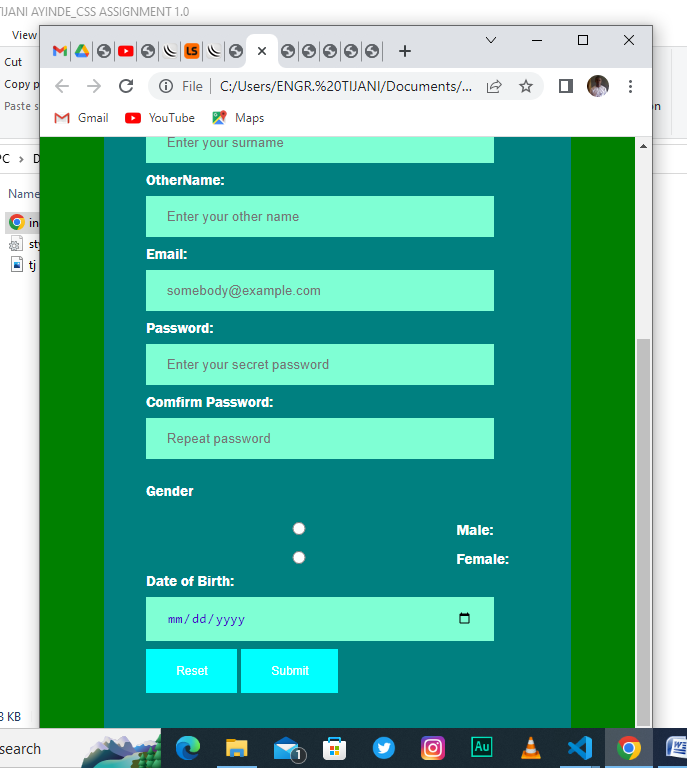 TIJANI AYINDE_CSS ASSIGNMENT 1.0
View
Cut
Copy p
Paste s
File | C:/Users/ENGR.%20TIJANI/Documents/...
Gmail YouTube Maps
PC > D
Name
in
sty
tj
Enter your surname
OtherName:
Enter your other name
Email:
somebody@example.com
Password:
Enter your secret password
Comfirm Password:
Repeat password
Gender
Male:
Female:
Date of Birth:
mm/dd/yyyy
Reset Submit
KB
search
1
Au